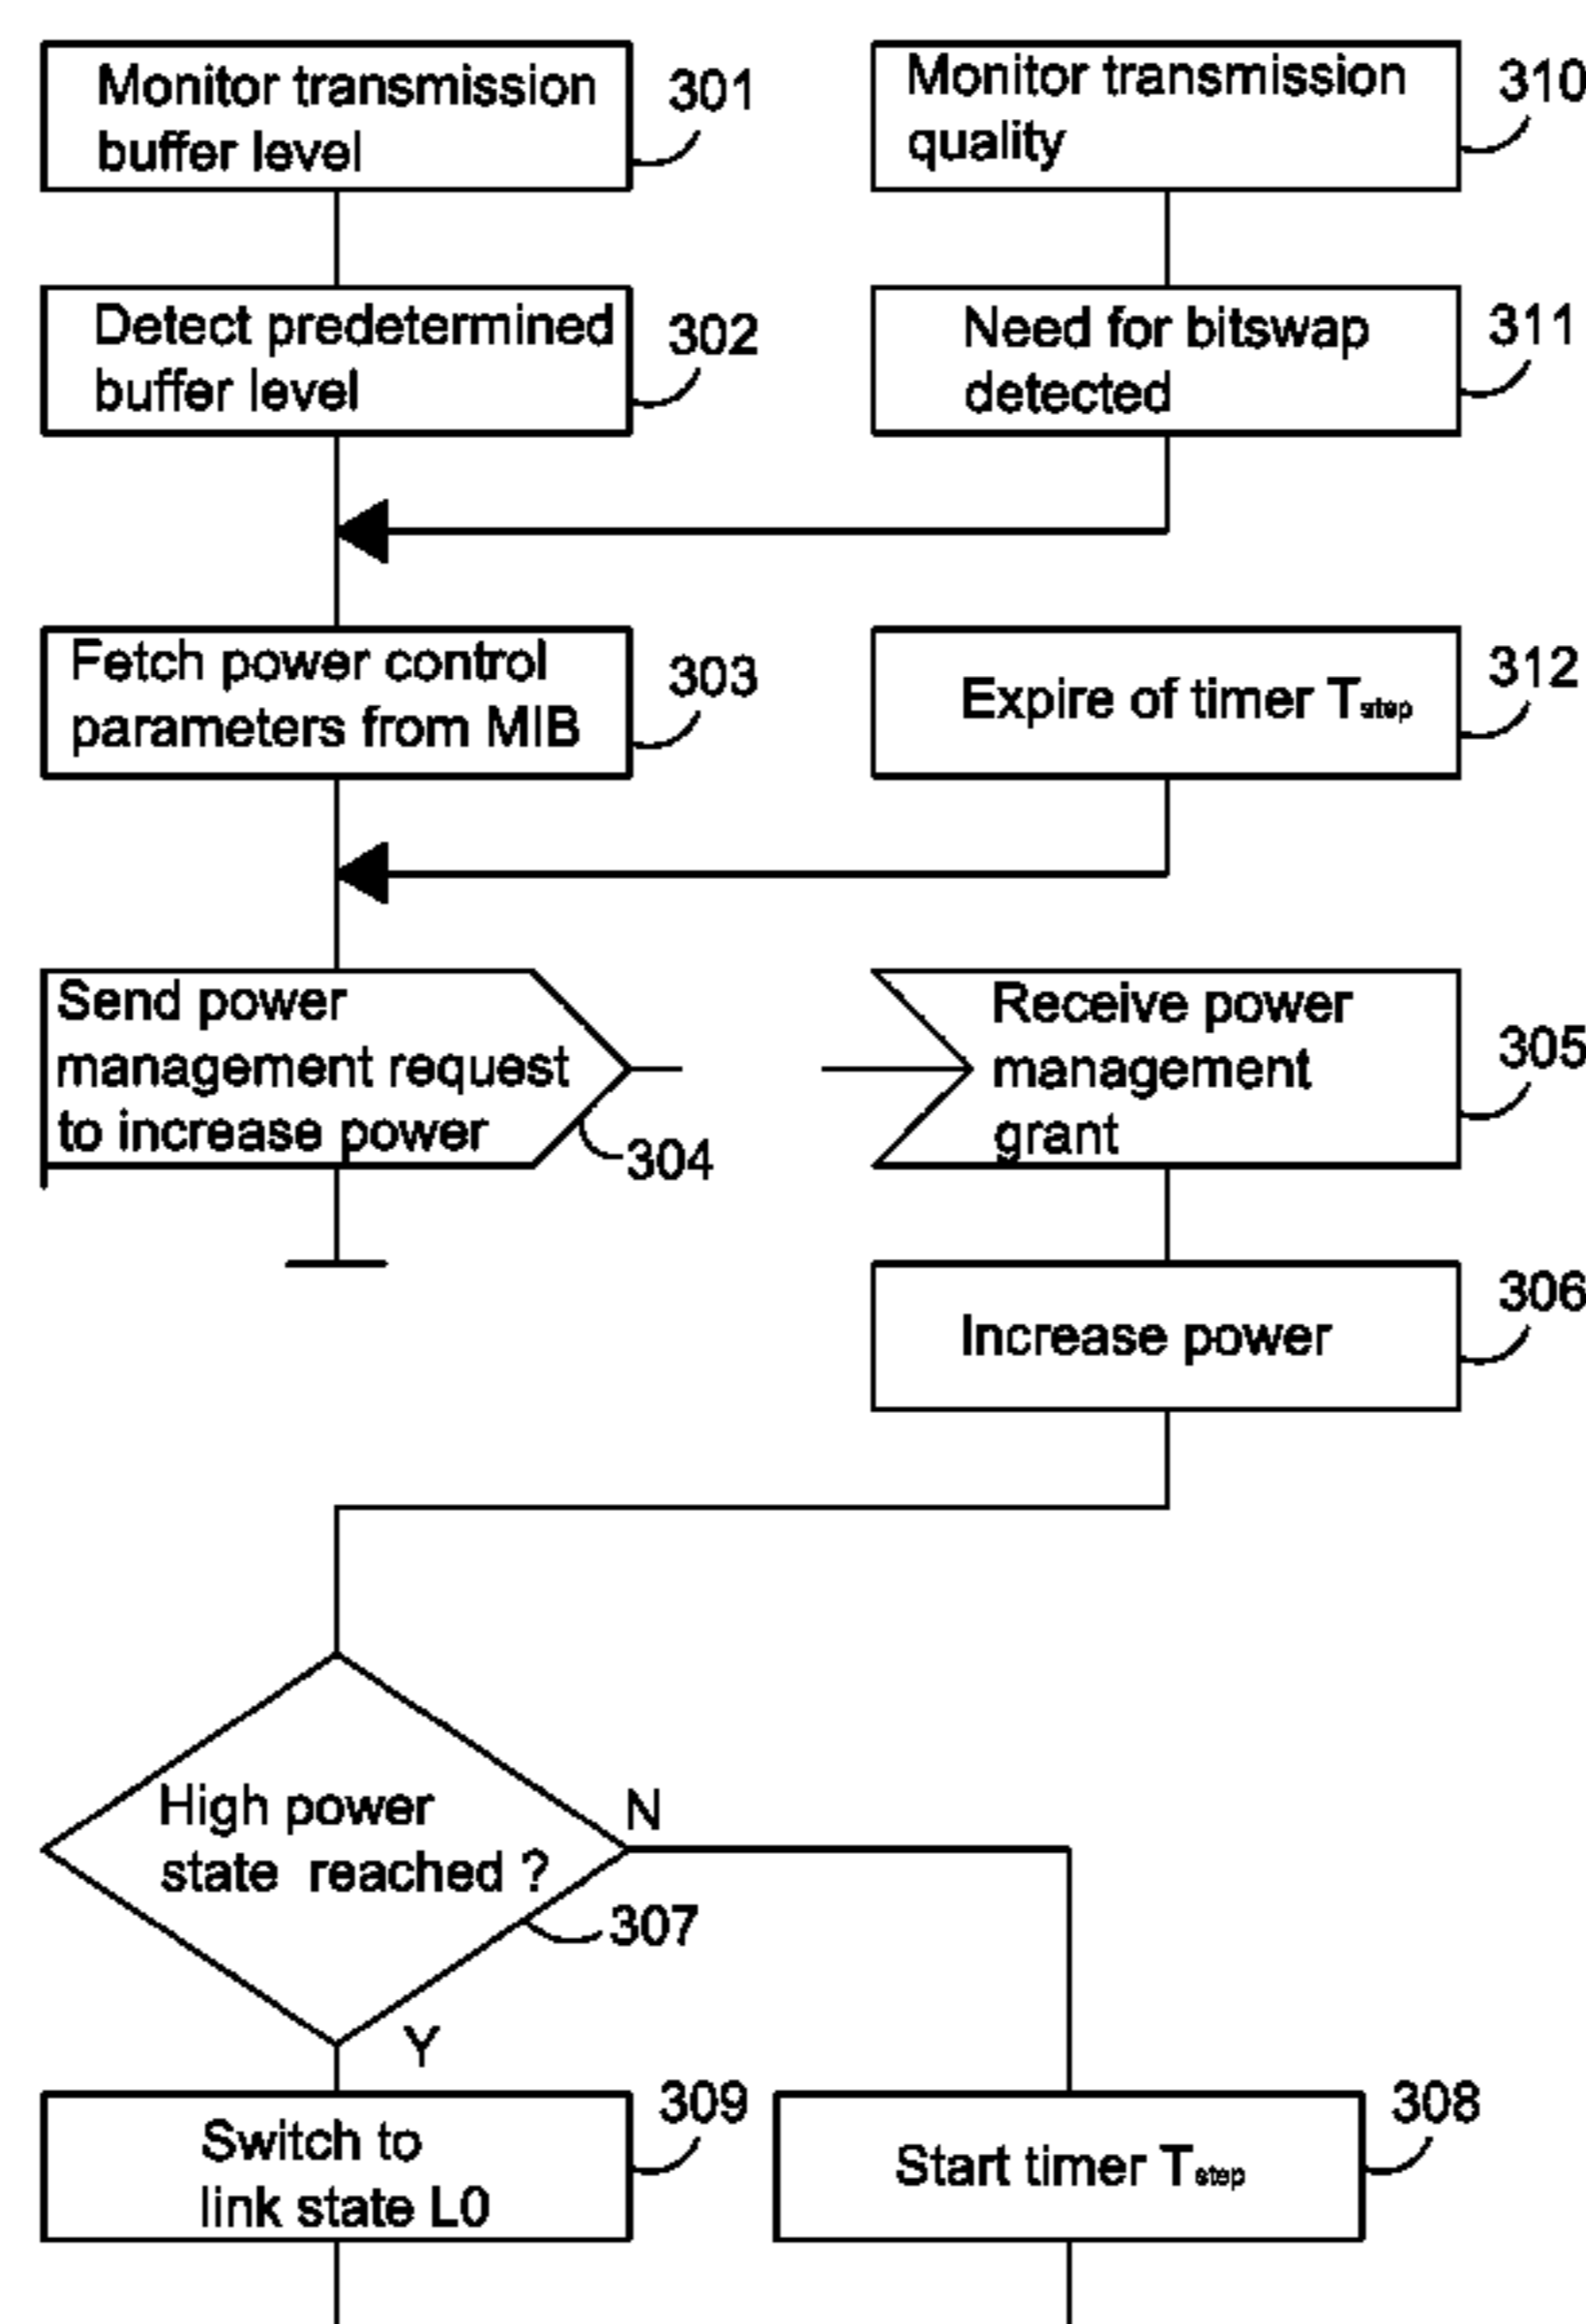 Monitor transmission
buffer level
301
Monitor transmission
quality
310
Detect predetermined
buffer level
302
Need for bitswap
detected
311
Fetch power control
parameters from MIB
303
Expire of timer Tstep
312
Send power
management request
to increase power
304
Receive power
management
grant
305
Increase power
306
High power
state reached ?
307
N
Y
Switch to
link state L0
309
Start timer Tstep
308